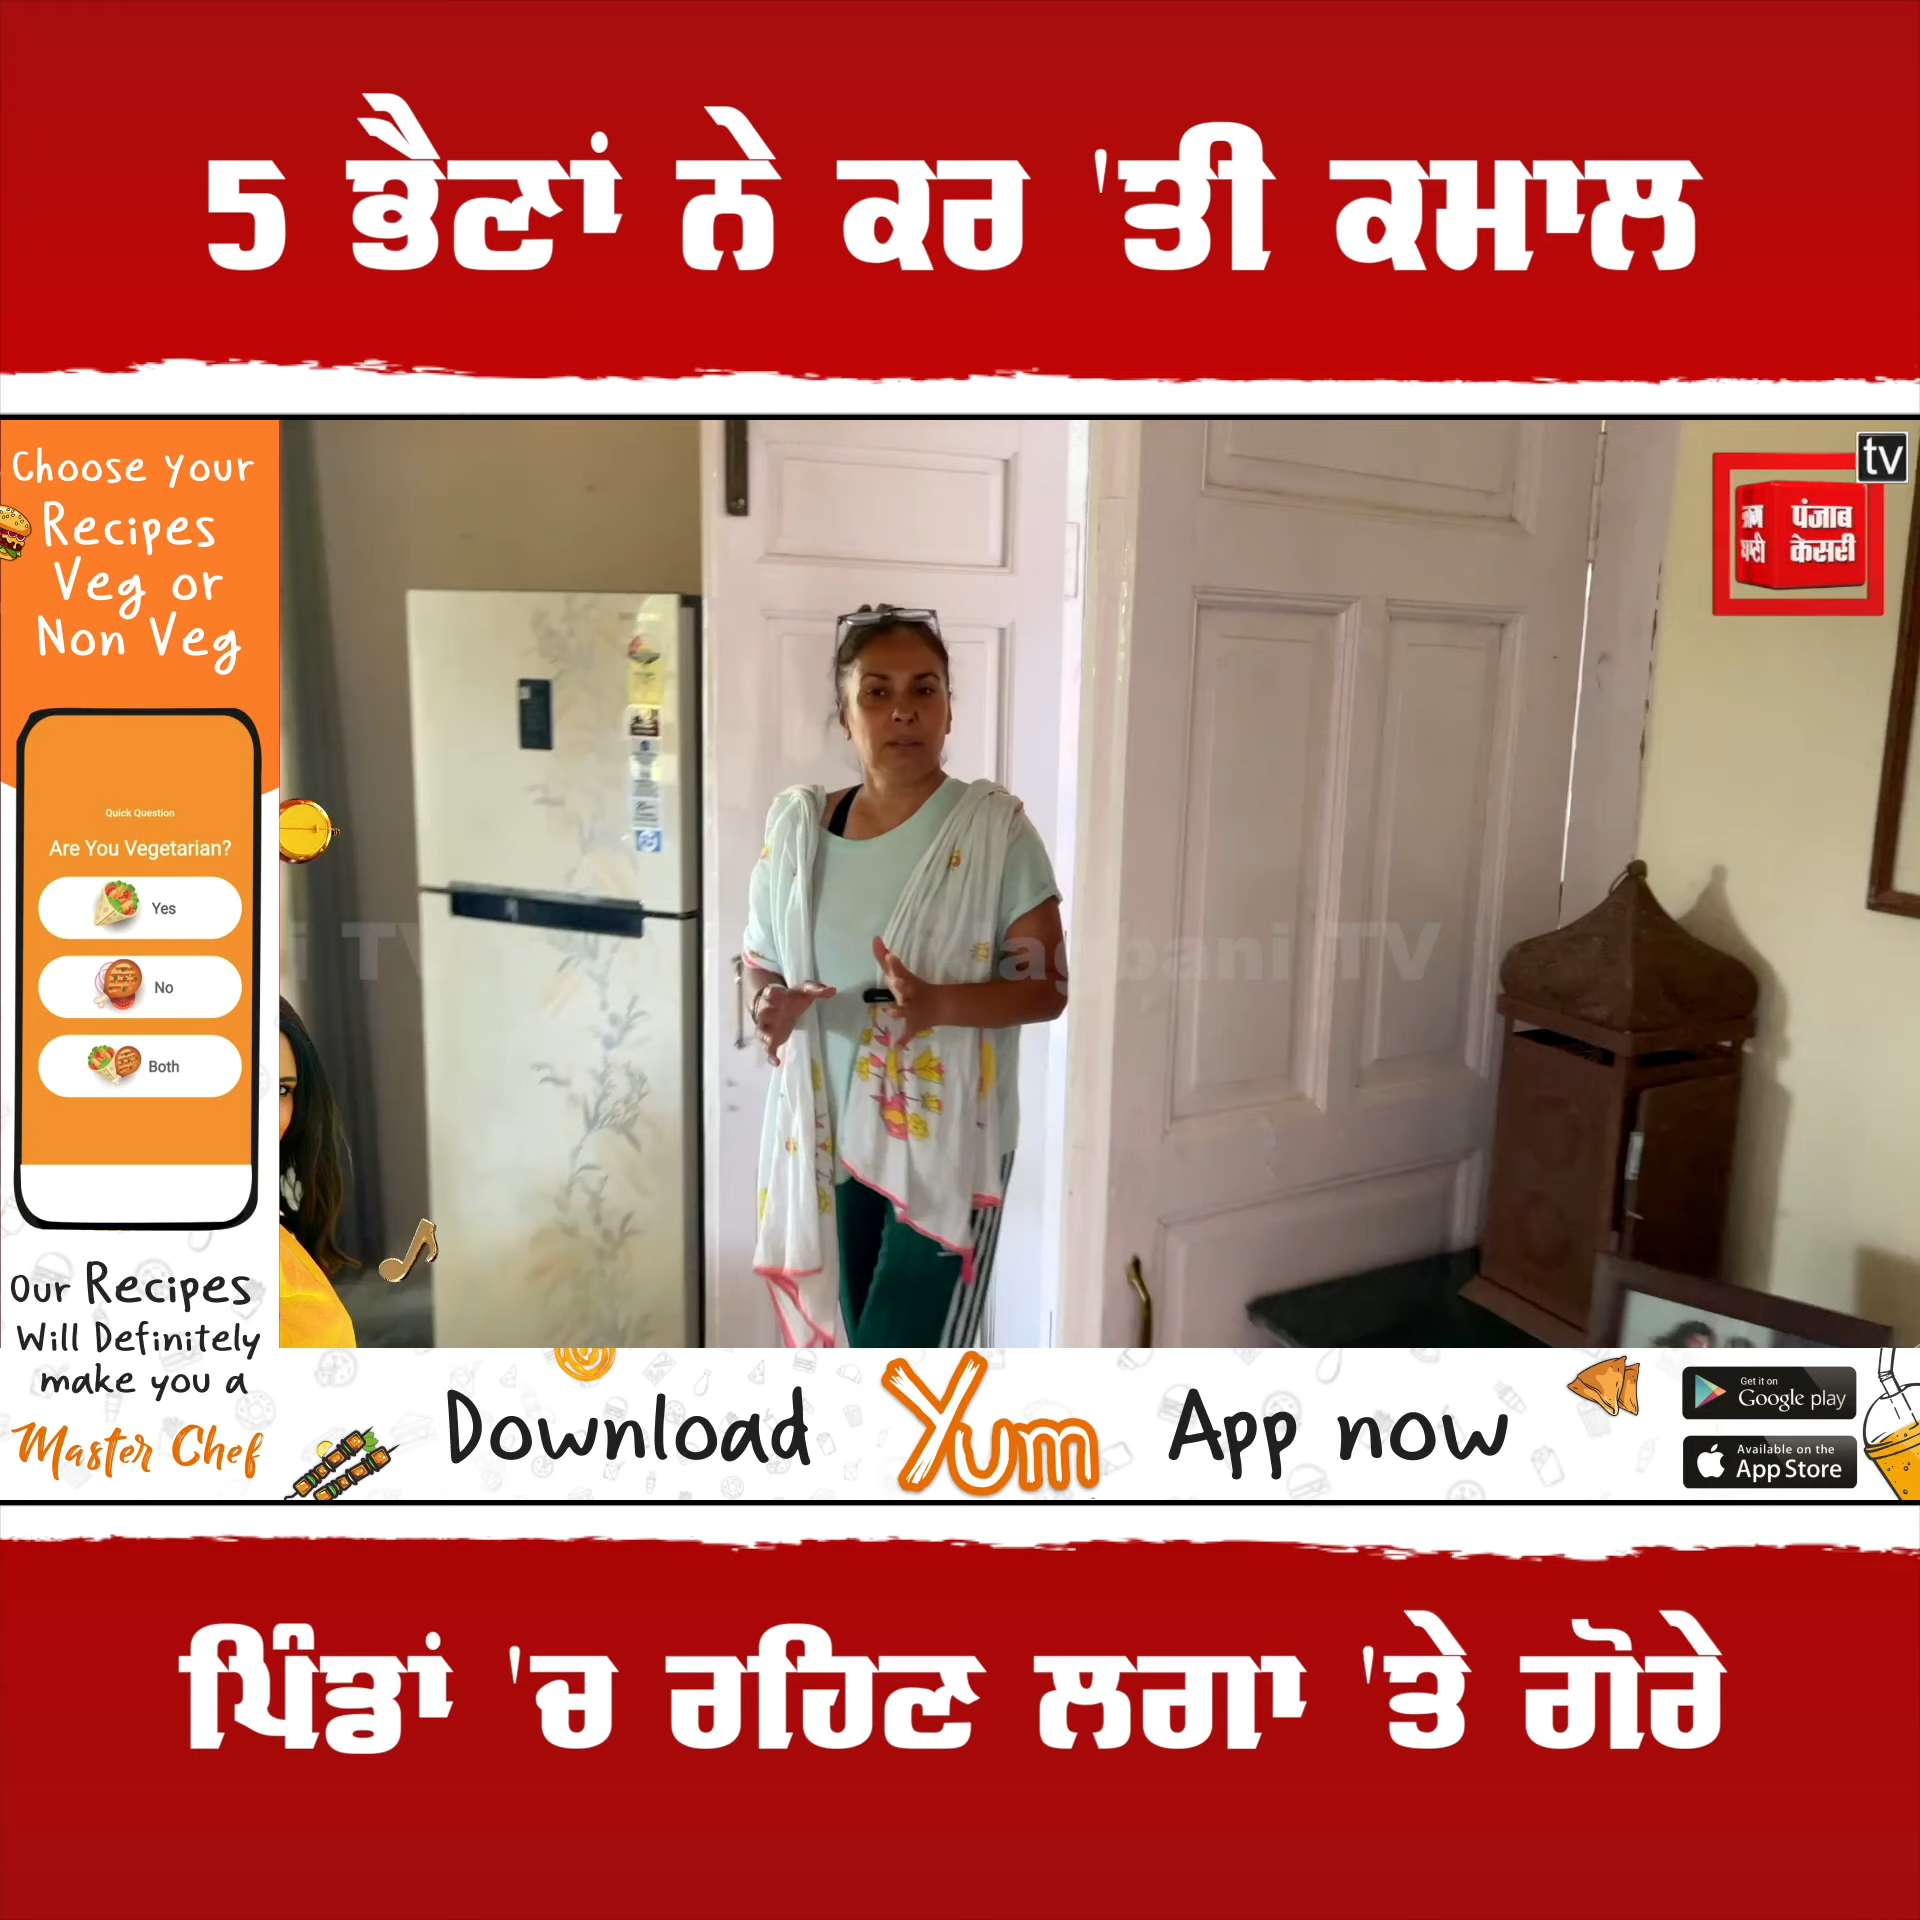 5 ਭੈਣਾਂ ਨੇ ਕਰ 'ਤੀ ਕਮਾਲ
Choose your
Recipes
Veg or
Non Veg
tv
पंजाब
केसरी
Quick Question
Are You Vegetarian?
Yes
No
Both
Jagbani TV
Our Recipes
Will Definitely
make you a
Master Chef
Download Yum App now
Get it on
Google play
Available on the
App Store
ਪਿੰਡਾਂ 'ਚ ਰਹਿਣ ਲਗਾ 'ਤੇ ਗੋਰੇ